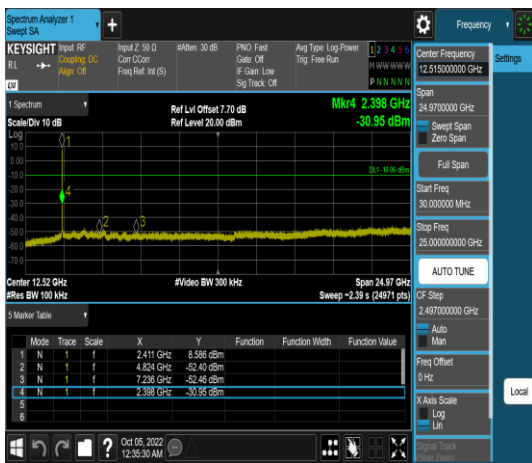 Spectrum Analyzer 1
Swept SA
Frequency
KEYSIGHT
RL
Input: RF
Coupling: DC
Align: Off
Input Z: 50 Ω
Corr CCorr
Freq Ref: Int (S)
#Atten: 30 dB
PNO: Fast
Gate: Off
IF Gain: Low
Sig Track: Off
Avg Type: Log-Power
Trig: Free Run
1 2 3 4 5 6
M W W W W W
P N N N N N
LXI
1 Spectrum
Scale/Div 10 dB
Ref Lvl Offset 7.70 dB
Ref Level 20.00 dBm
Mkr4 2.398 GHz
-30.95 dBm
Log
10.0
0.00
-10.0
-20.0
-30.0
-40.0
-50.0
-60.0
-70.0
1
4
2
3
DL1 -10.06 dBm
Center 12.52 GHz
#Res BW 100 kHz
#Video BW 300 kHz
Span 24.97 GHz
Sweep ~2.39 s (24971 pts)
5 Marker Table
Mode Trace Scale X Y Function Function Width Function Value
1 N 1 f 2.411 GHz 8.586 dBm
2 N 1 f 4.824 GHz -52.40 dBm
3 N 1 f 7.236 GHz -52.46 dBm
4 N 1 f 2.398 GHz -30.95 dBm
5
6
Oct 05, 2022
12:35:30 AM
Center Frequency
12.515000000 GHz
Span
24.9700000 GHz
Swept Span
Zero Span
Full Span
Start Freq
30.000000 MHz
Stop Freq
25.000000000 GHz
AUTO TUNE
CF Step
2.497000000 GHz
Auto
Man
Freq Offset
0 Hz
X Axis Scale
Log
Lin
Signal Track
(Span Zoom)
Settings
Local